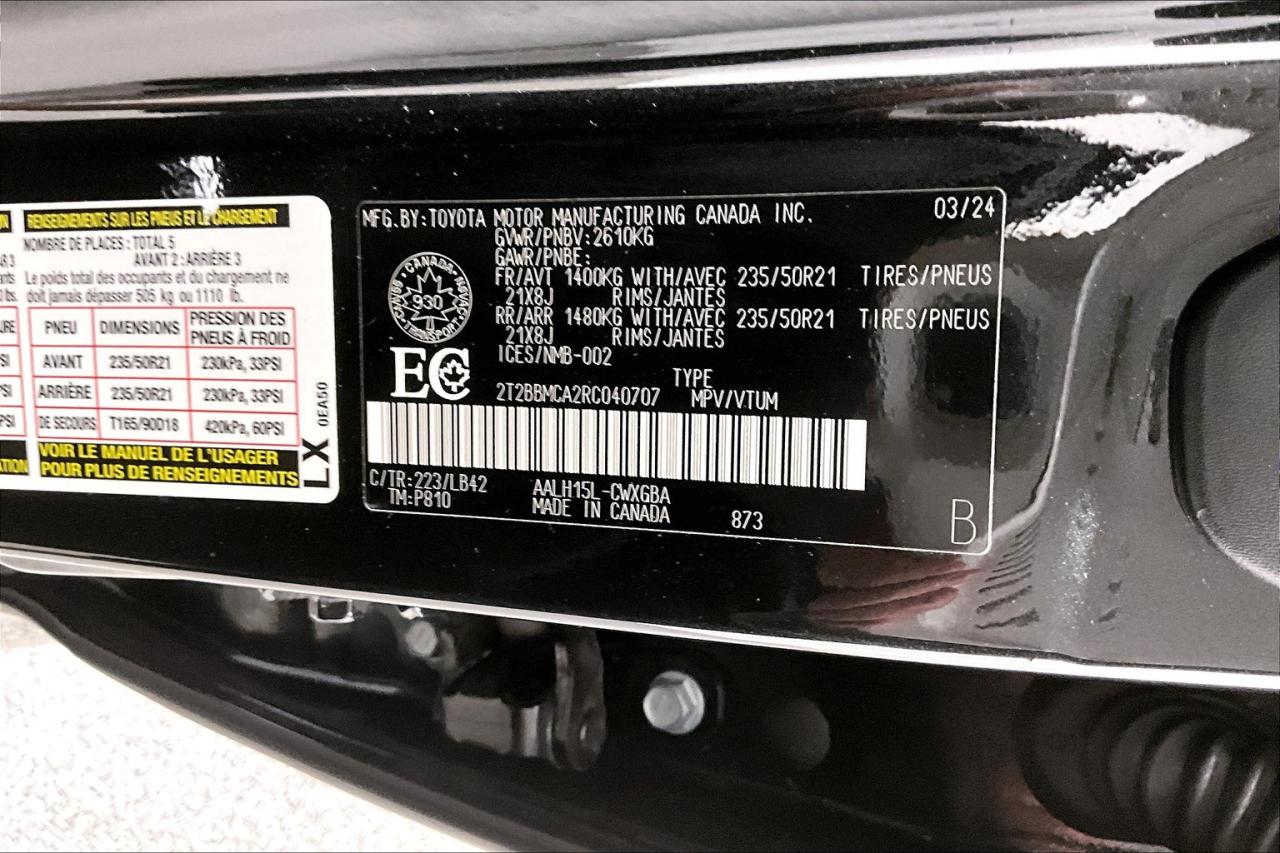 RENSEIGNEMENTS SUR LES PNEUS ET LE CHARGEMENT
NOMBRE DE PLACES : TOTAL 5
AVANT 2 : ARRIÈRE 3
Le poids total des occupants et du chargement ne
doit jamais dépasser 505 kg ou 1110 lb.
PNEU DIMENSIONS PRESSION DES PNEUS À FROID
AVANT 235/50R21 230kPa, 33PSI
ARRIÈRE 235/50R21 230kPa, 33PSI
DE SECOURS T165/90D18 420kPa, 60PSI
VOIR LE MANUEL DE L'USAGER
POUR PLUS DE RENSEIGNEMENTS
LX 0EA50
MFG.BY:TOYOTA MOTOR MANUFACTURING CANADA INC. 03/24
GVWR/PNBV:2610KG
GAWR/PNBE:
FR/AVT 1400KG WITH/AVEC 235/50R21 TIRES/PNEUS
21X8J RIMS/JANTES
RR/ARR 1480KG WITH/AVEC 235/50R21 TIRES/PNEUS
21X8J RIMS/JANTES
ICES/NMB-002
CANADA
930
TRANSPORT
EC
TYPE
2T2BBMCA2RC040707 MPV/VTUM
C/TR:223/LB42 AALH15L-CWXGBA
TM:P810 MADE IN CANADA 873 B